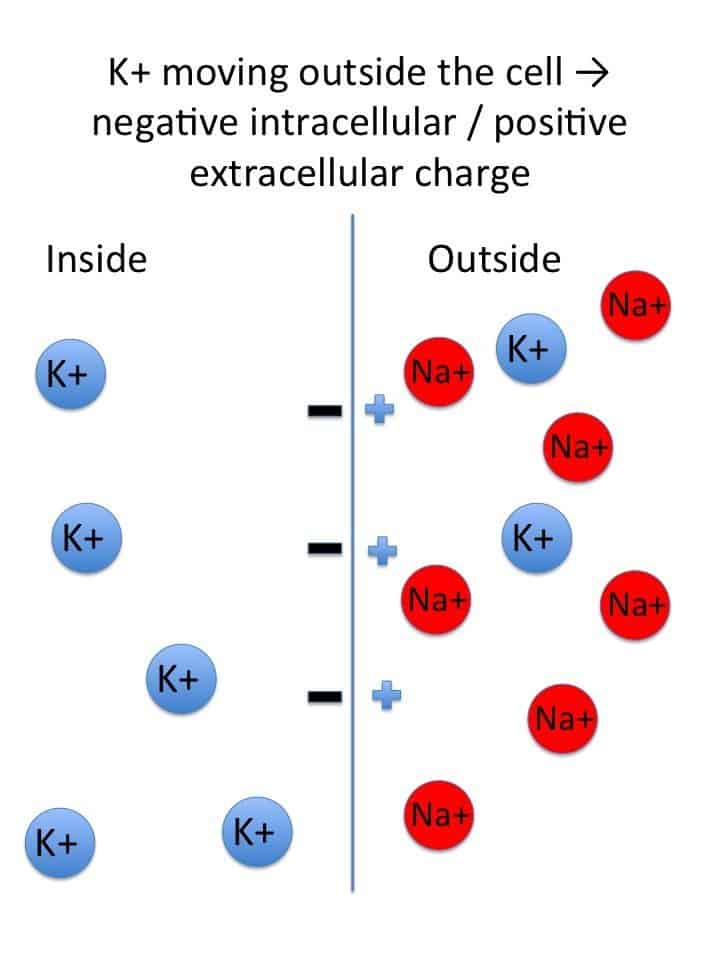 K+ moving outside the cell →
negative intracellular / positive
extracellular charge
Inside
Outside
Na+
K+
K+
Na+
Na+
K+
K+
Na+
Na+
K+
Na+
Na+
K+
K+